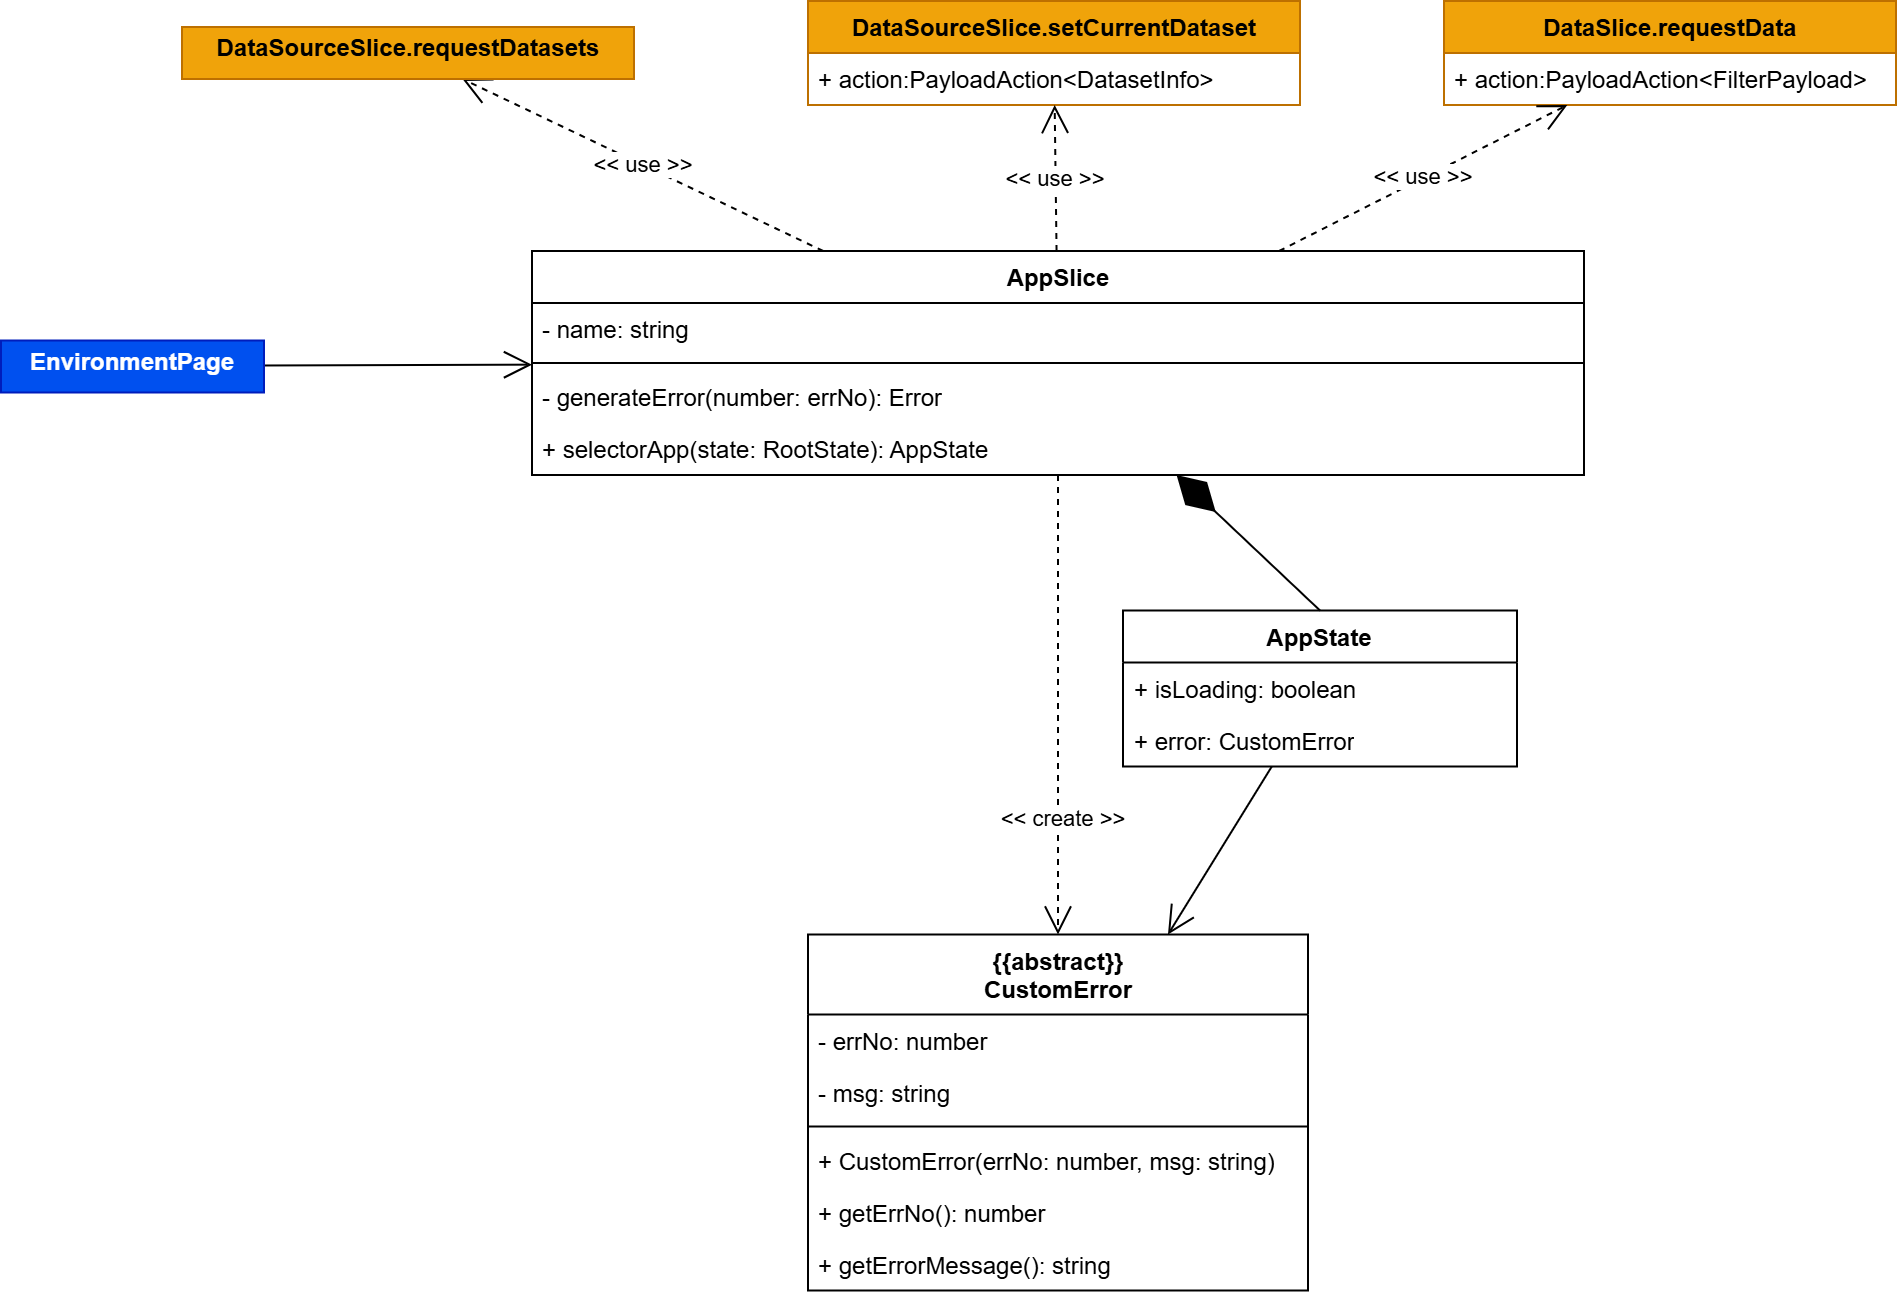 DataSourceSlice.requestDatasets
DataSourceSlice.setCurrentDataset
+ action:PayloadAction<DatasetInfo>
DataSlice.requestData
+ action:PayloadAction<FilterPayload>
<< use >>
<< use >>
<< use >>
AppSlice
- name: string
- generateError(number: errNo): Error
+ selectorApp(state: RootState): AppState
EnvironmentPage
AppState
+ isLoading: boolean
+ error: CustomError
<< create >>
{{abstract}}
CustomError
- errNo: number
- msg: string
+ CustomError(errNo: number, msg: string)
+ getErrNo(): number
+ getErrorMessage(): string